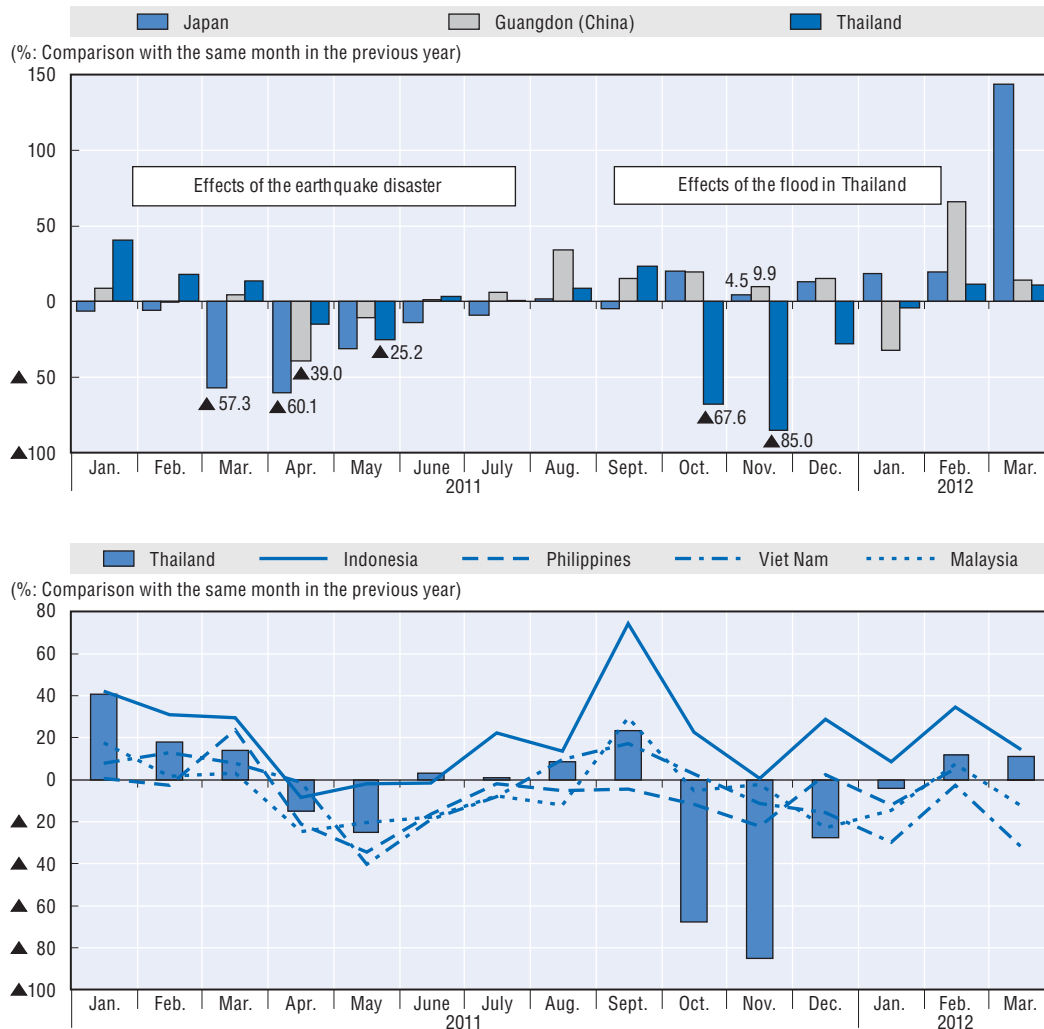 Japan Guangdon (China) Thailand
(%: Comparison with the same month in the previous year)
150
100
Effects of the earthquake disaster Effects of the flood in Thailand
50
4.5 9.9
0
▲25.2
▲50
▲39.0
▲57.3 ▲60.1 ▲67.6
▲85.0
▲100
Jan. Feb. Mar. Apr. May June July Aug. Sept. Oct. Nov. Dec. Jan. Feb. Mar.
2011 2012
Thailand Indonesia Philippines Viet Nam Malaysia
(%: Comparison with the same month in the previous year)
80
60
40
20
0
▲20
▲40
▲60
▲80
▲100
Jan. Feb. Mar. Apr. May June July Aug. Sept. Oct. Nov. Dec. Jan. Feb. Mar.
2011 2012